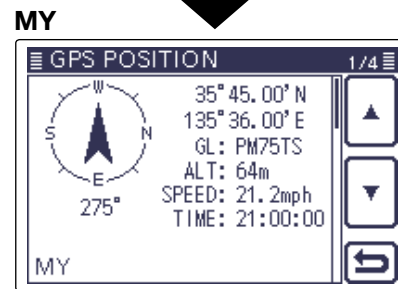 MY
GPS POSITION 1/4
W
S N
E
275°
35°45.00'N
135°36.00'E
GL: PM75TS
ALT: 64m
SPEED: 21.2mph
TIME: 21:00:00
MY